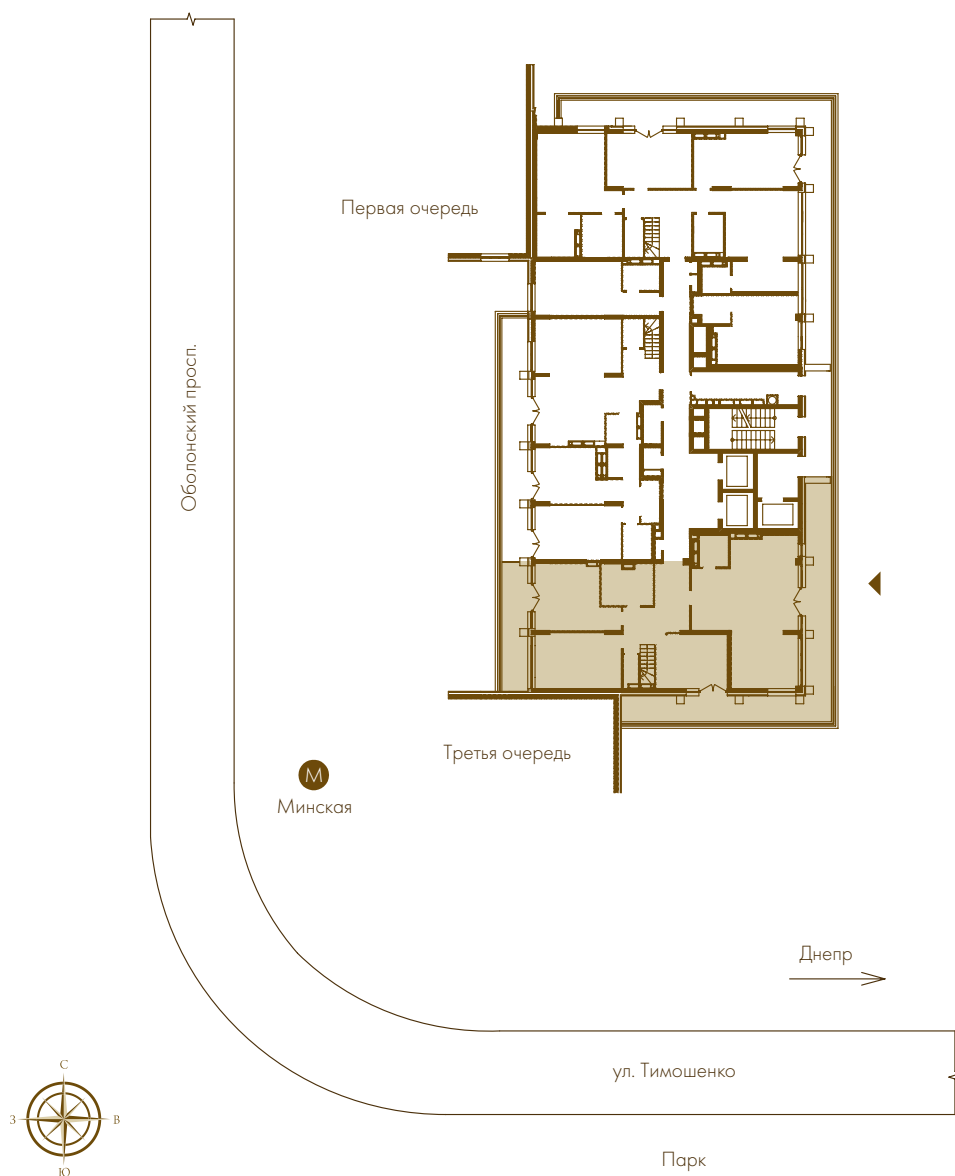 Первая очередь
Оболонский просп.
Третья очередь
М
Минская
Днепр
ул. Тимошенко
С
З
В
Ю
Парк